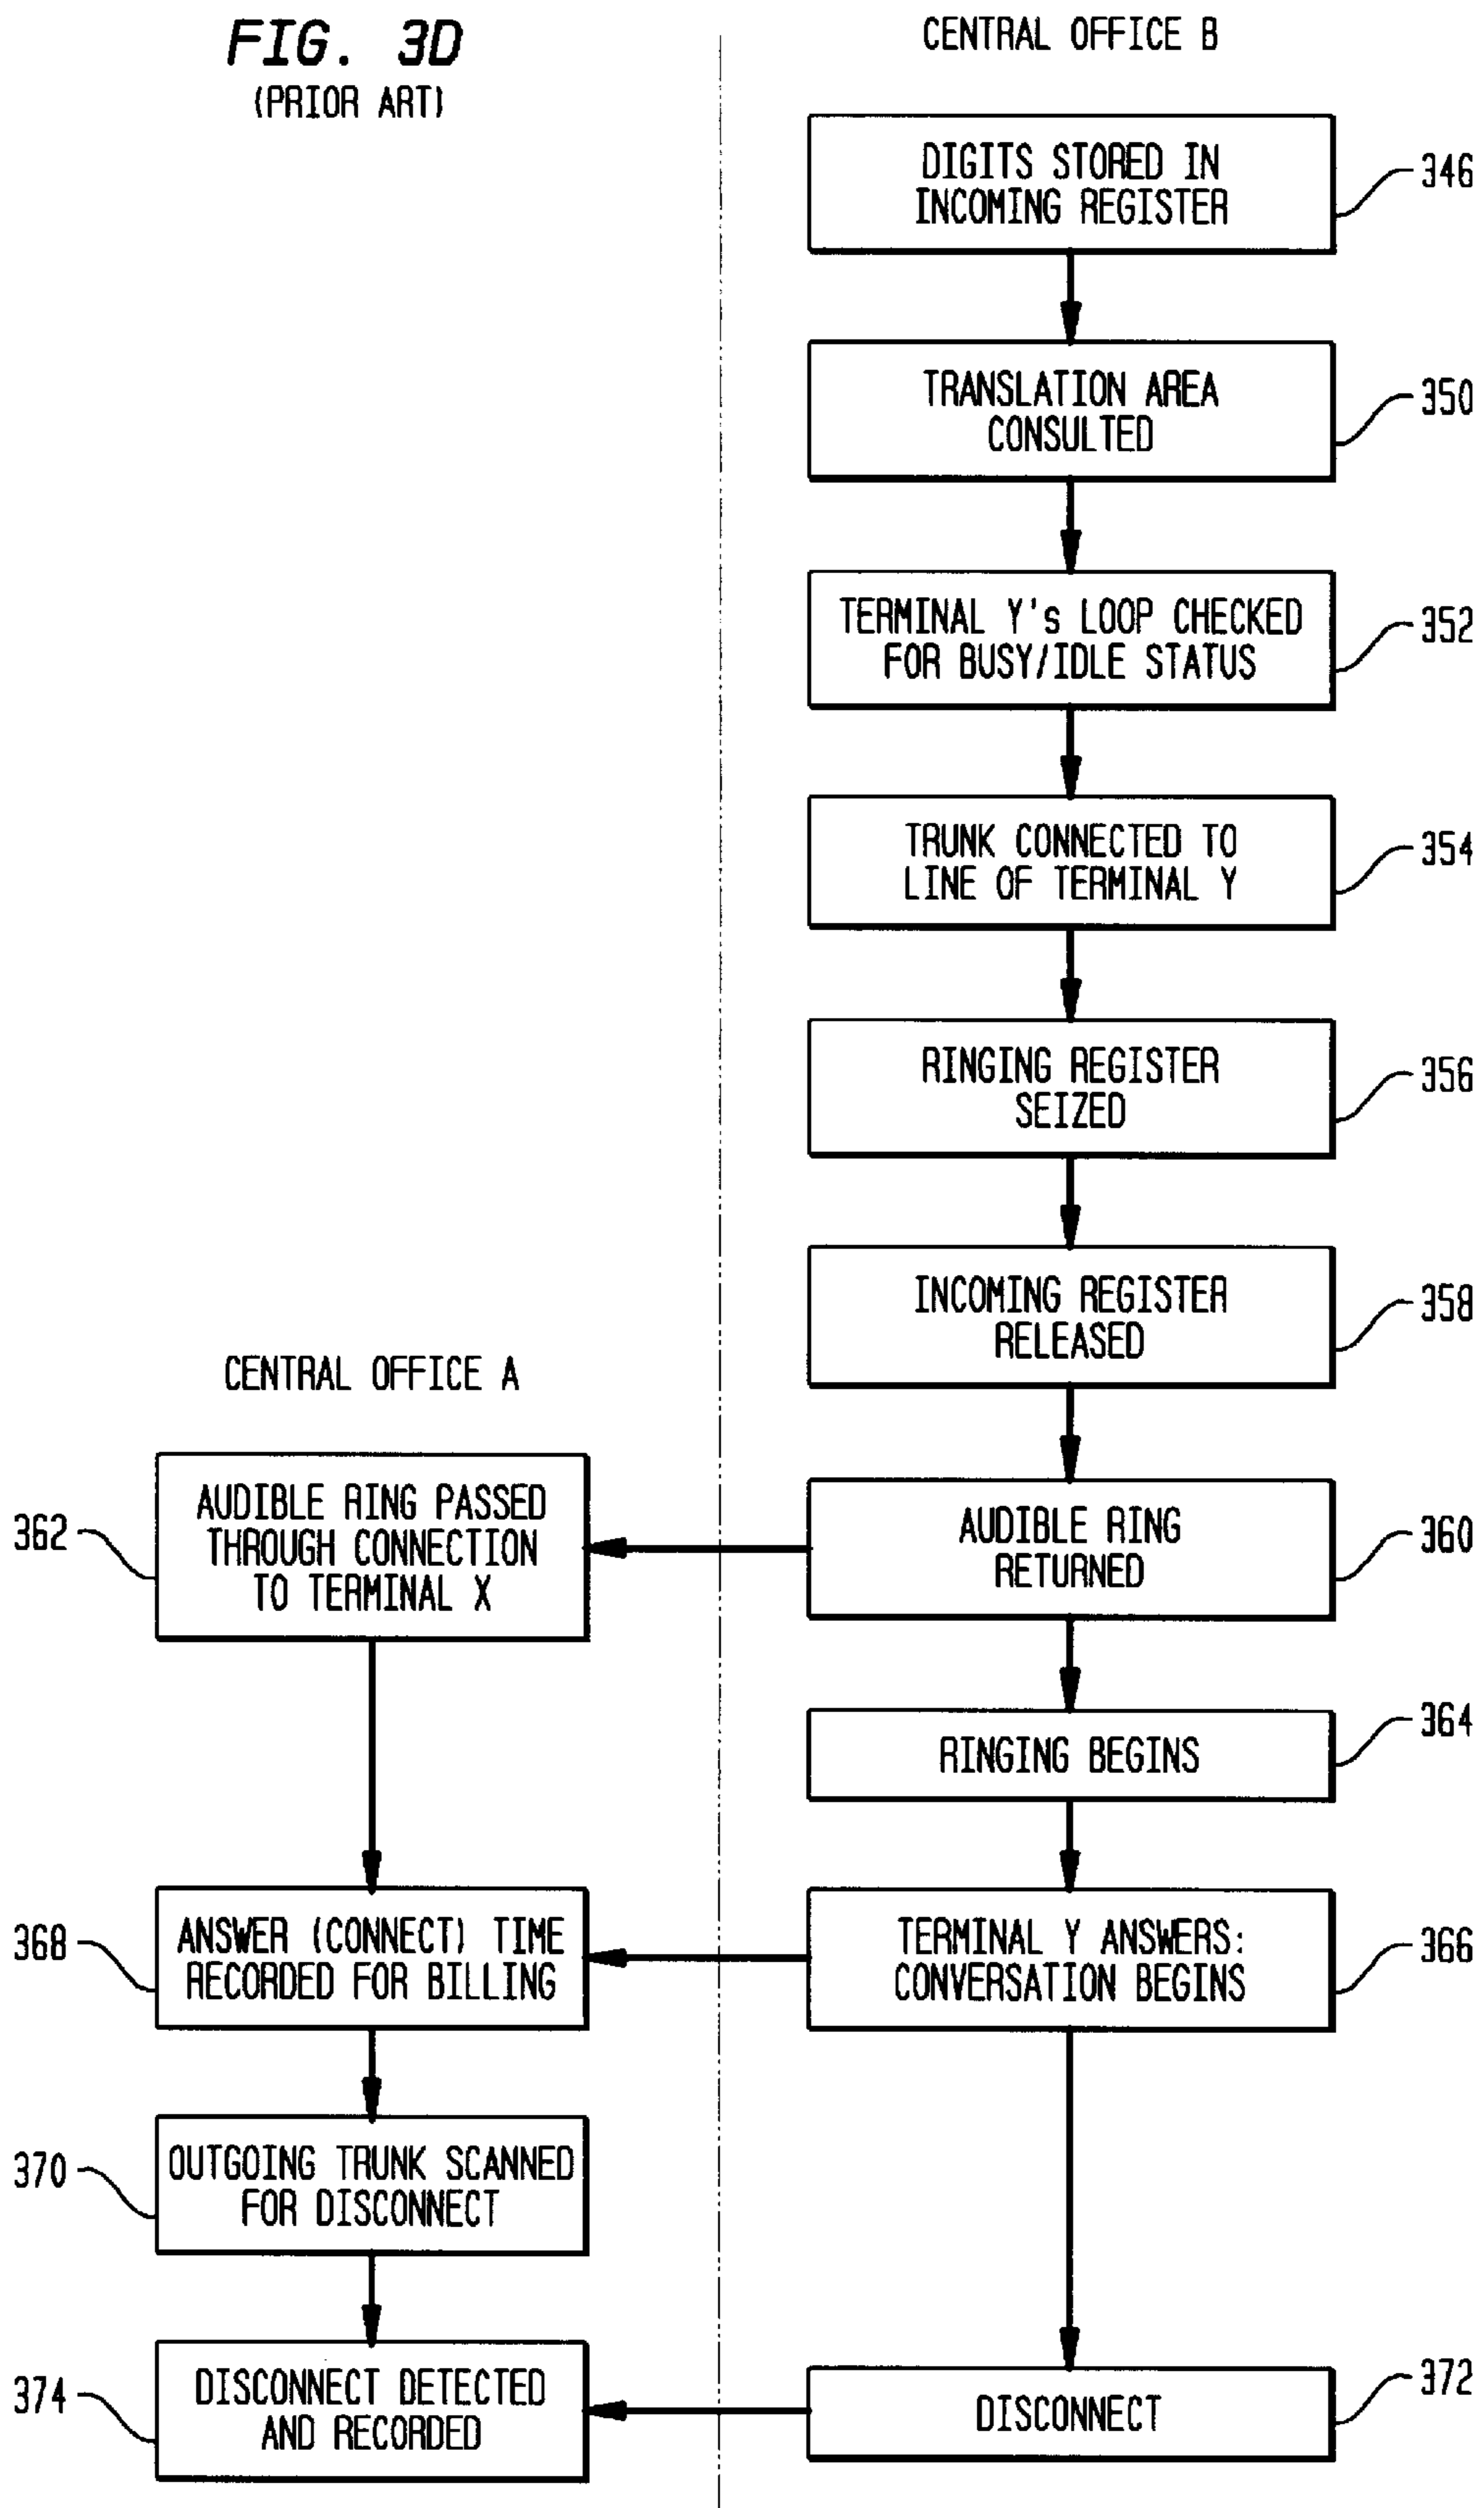 FIG. 3D
(PRIOR ART)
CENTRAL OFFICE B
DIGITS STORED IN
INCOMING REGISTER
346
TRANSLATION AREA
CONSULTED
350
TERMINAL Y's LOOP CHECKED
FOR BUSY/IDLE STATUS
352
TRUNK CONNECTED TO
LINE OF TERMINAL Y
354
RINGING REGISTER
SEIZED
356
INCOMING REGISTER
RELEASED
358
CENTRAL OFFICE A
362
AUDIBLE RING PASSED
THROUGH CONNECTION
TO TERMINAL X
AUDIBLE RING
RETURNED
360
RINGING BEGINS
364
368
ANSWER (CONNECT) TIME
RECORDED FOR BILLING
TERMINAL Y ANSWERS:
CONVERSATION BEGINS
366
370
OUTGOING TRUNK SCANNED
FOR DISCONNECT
374
DISCONNECT DETECTED
AND RECORDED
DISCONNECT
372